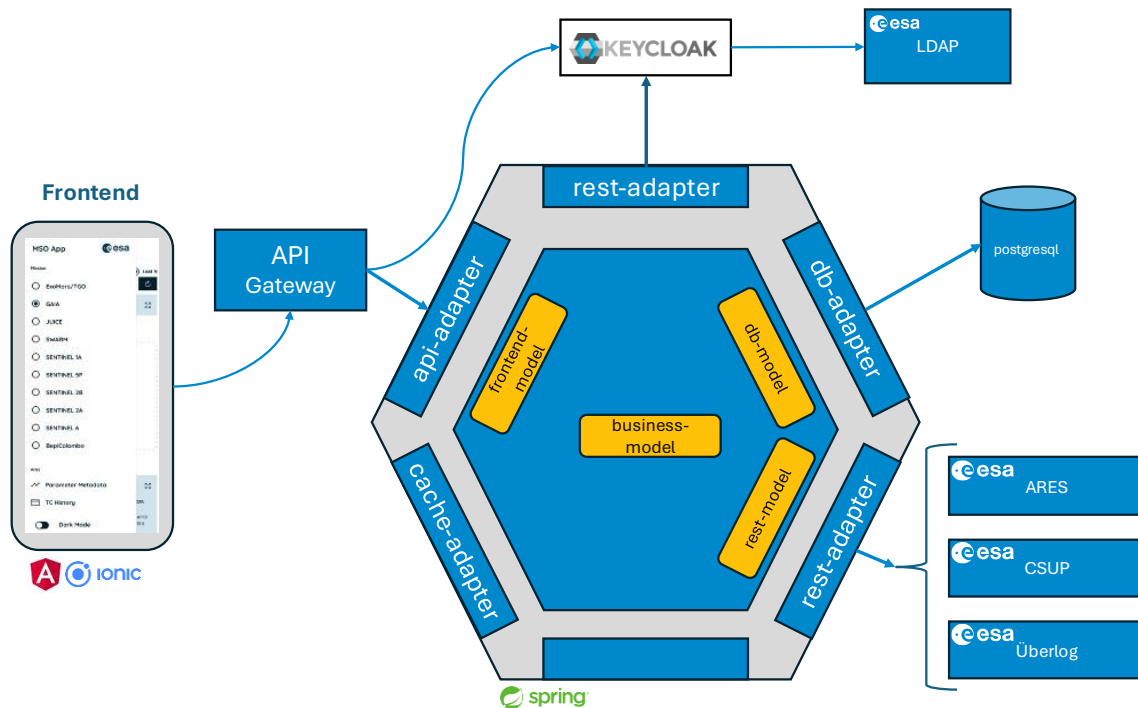 esa
LDAP
KEYCLOAK
rest-adapter
Frontend
MSO App
esa
Mission
ExoMars/TGO
GAIA
JUICE
SWARM
SENTINEL 1A
SENTINEL 5P
SENTINEL 2B
SENTINEL 2A
SENTINEL 6
BepiColombo
Parameter Metadata
TC History
Dark Mode
IONIC
API
Gateway
api-adapter
db-adapter
postgresql
frontend-
model
db-model
business-
model
rest-model
cache-adapter
rest-adapter
esa
ARES
esa
CSUP
esa
Überlog
spring